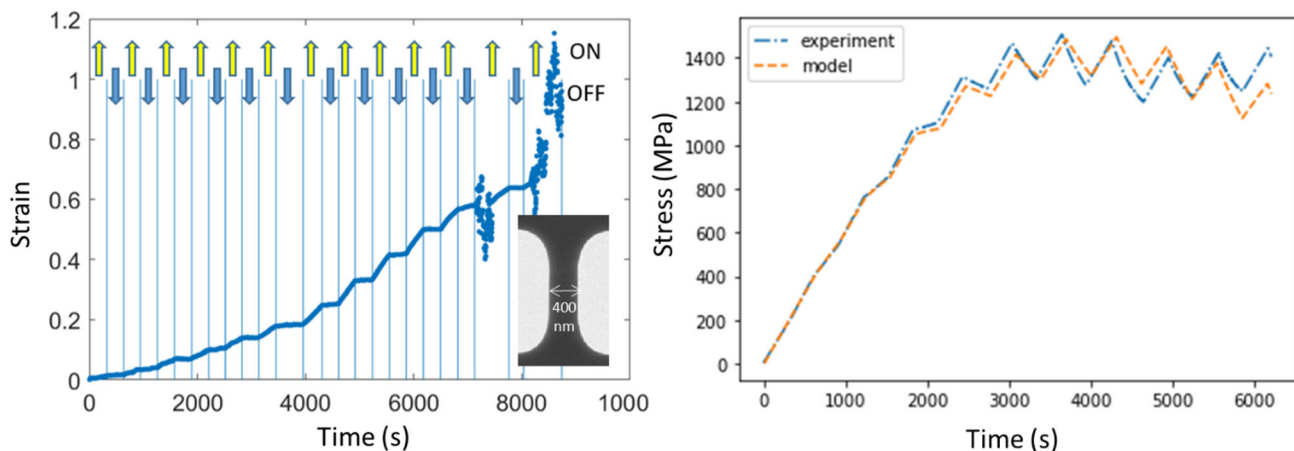 1.2
1
0.8
0.6
0.4
0.2
0
Strain
ON
OFF
400
nm
0 2000 4000 6000 8000 1000
Time (s)
experiment
model
1400
1200
1000
800
600
400
200
0
Stress (MPa)
0 1000 2000 3000 4000 5000 6000
Time (s)